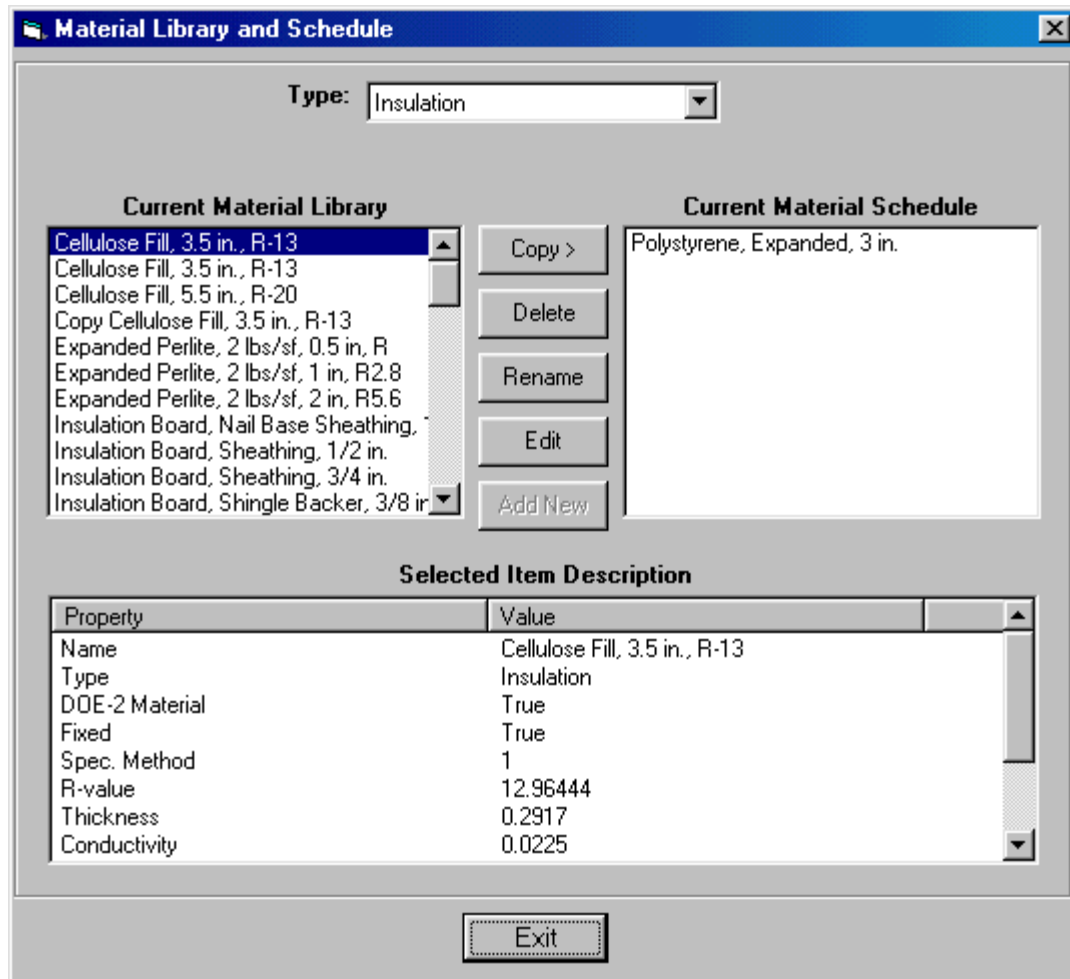 Material Library and Schedule
Type: Insulation
Current Material Library
Cellulose Fill, 3.5 in., R-13
Cellulose Fill, 3.5 in., R-13
Cellulose Fill, 5.5 in., R-20
Copy Cellulose Fill, 3.5 in., R-13
Expanded Perlite, 2 lbs/sf, 0.5 in, R
Expanded Perlite, 2 lbs/sf, 1 in, R2.8
Expanded Perlite, 2 lbs/sf, 2 in, R5.6
Insulation Board, Nail Base Sheathing,
Insulation Board, Sheathing, 1/2 in.
Insulation Board, Sheathing, 3/4 in.
Insulation Board, Shingle Backer, 3/8 in
Copy >
Delete
Rename
Edit
Add New
Current Material Schedule
Polystyrene, Expanded, 3 in.
Selected Item Description
Property Value
Name Cellulose Fill, 3.5 in., R-13
Type Insulation
DOE-2 Material True
Fixed True
Spec. Method 1
R-value 12.96444
Thickness 0.2917
Conductivity 0.0225
Exit